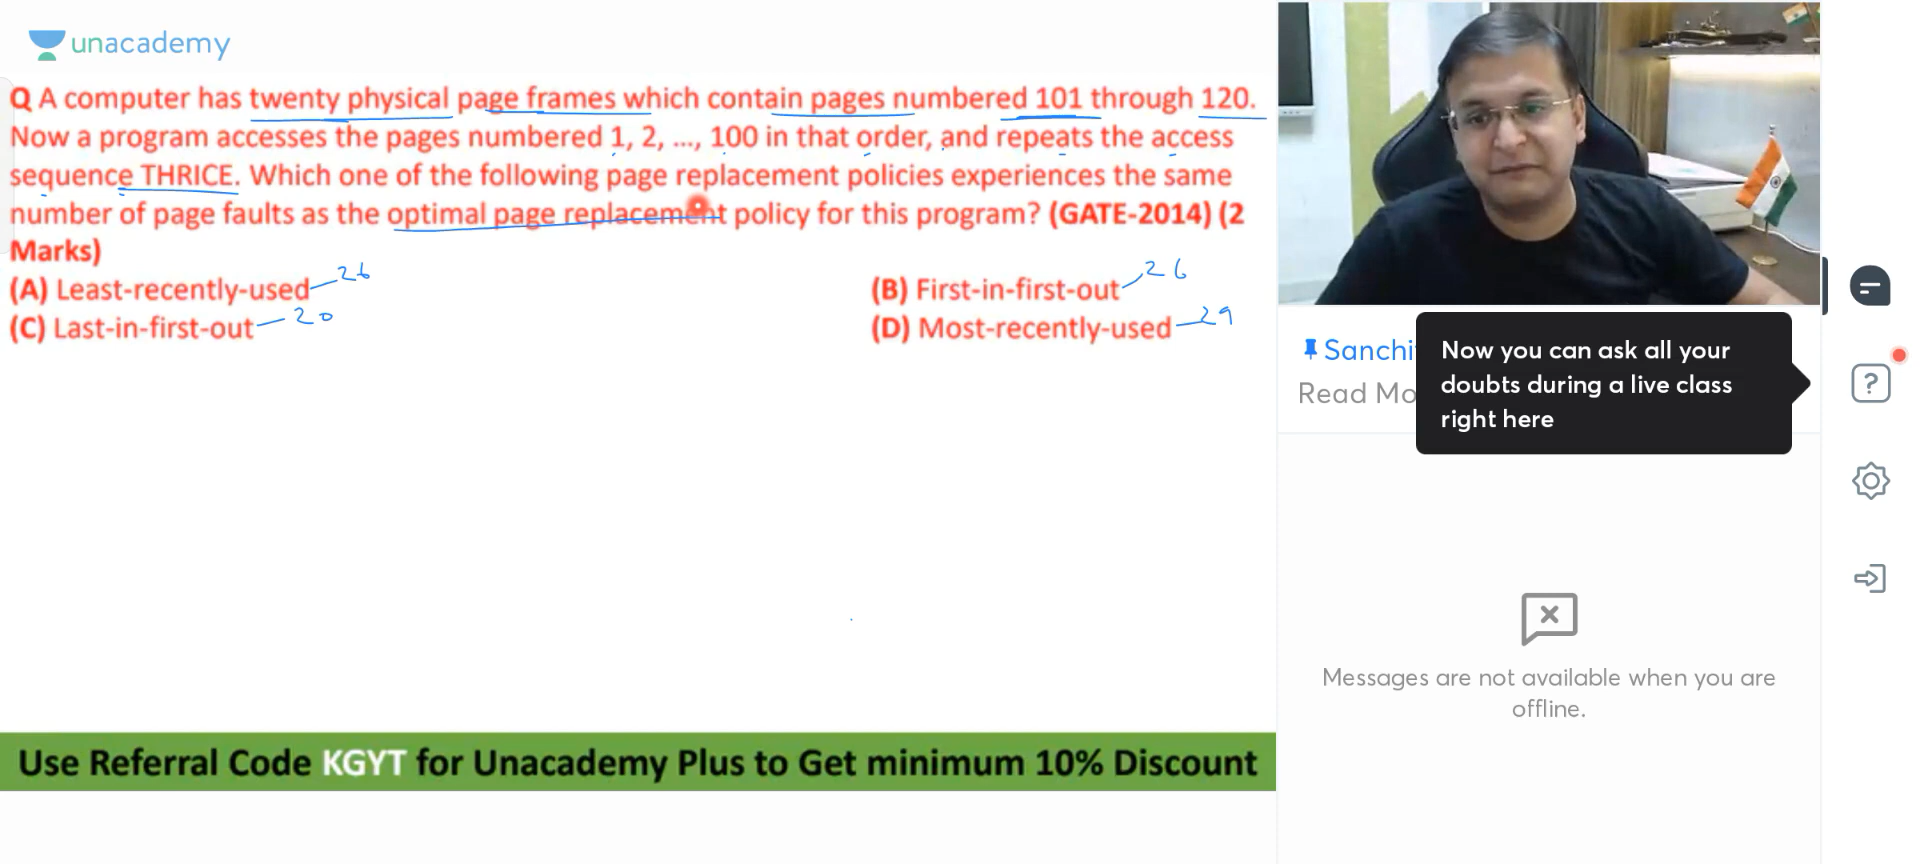 unacademy
Q A computer has twenty physical page frames which contain pages numbered 101 through 120.
Now a program accesses the pages numbered 1, 2, ..., 100 in that order, and repeats the access
sequence THRICE. Which one of the following page replacement policies experiences the same
number of page faults as the optimal page replacement policy for this program? (GATE-2014) (2
Marks)
(A) Least-recently-used 26
(B) First-in-first-out 26
(C) Last-in-first-out 20
(D) Most-recently-used 29
Use Referral Code KGYT for Unacademy Plus to Get minimum 10% Discount
Sanchi
Read Mo
Now you can ask all your
doubts during a live class
right here
?
Messages are not available when you are
offline.